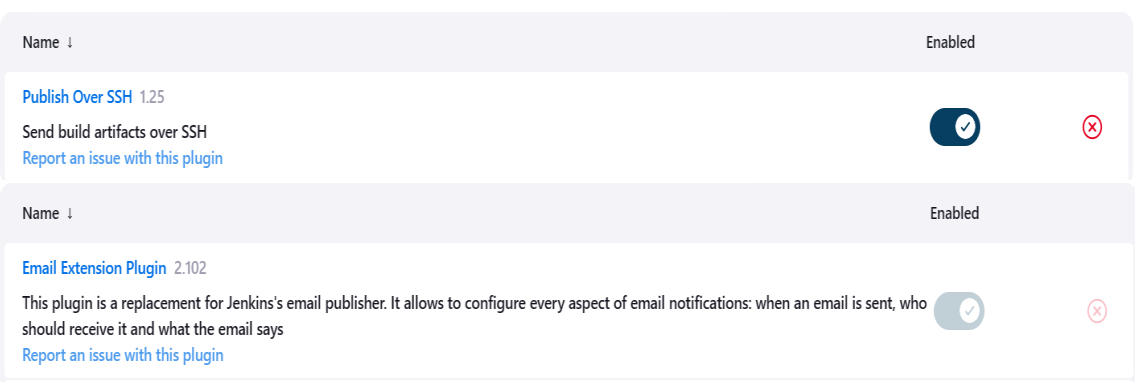 Name ↓ Enabled
Publish Over SSH 1.25
Send build artifacts over SSH
Report an issue with this plugin
Name ↓ Enabled
Email Extension Plugin 2.102
This plugin is a replacement for Jenkins's email publisher. It allows to configure every aspect of email notifications: when an email is sent, who
should receive it and what the email says
Report an issue with this plugin